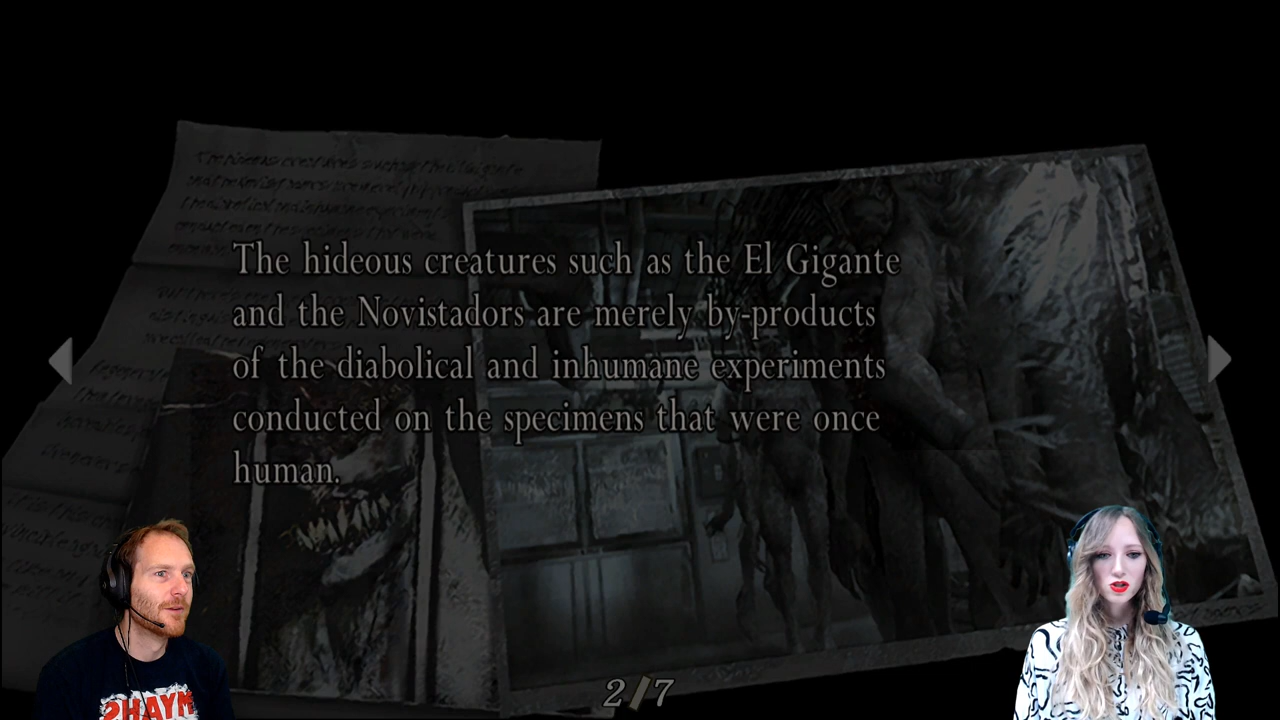 The hideous creatures such as the El Gigante
and the Novistadors are merely by-products
of the diabolical and inhumane experiments
conducted on the specimens that were once
human.
2/7